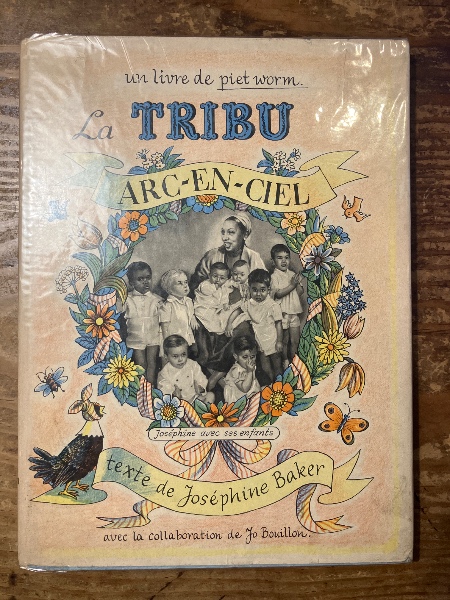 un livre de piet worm.
La TRIBU
ARC-EN-CIEL
Joséphine avec ses enfants
texte de Joséphine Baker
avec la collaboration de Jo Bouillon.